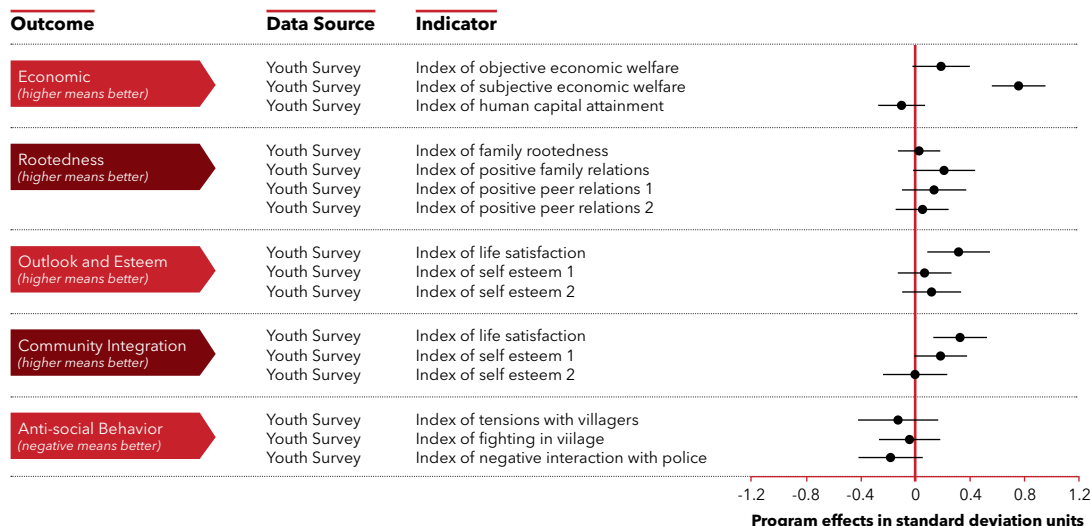 Outcome Data Source Indicator
Economic
(higher means better)
Youth Survey Index of objective economic welfare
Youth Survey Index of subjective economic welfare
Youth Survey Index of human capital attainment
Rootedness
(higher means better)
Youth Survey Index of family rootedness
Youth Survey Index of positive family relations
Youth Survey Index of positive peer relations 1
Youth Survey Index of positive peer relations 2
Outlook and Esteem
(higher means better)
Youth Survey Index of life satisfaction
Youth Survey Index of self esteem 1
Youth Survey Index of self esteem 2
Community Integration
(higher means better)
Youth Survey Index of life satisfaction
Youth Survey Index of self esteem 1
Youth Survey Index of self esteem 2
Anti-social Behavior
(negative means better)
Youth Survey Index of tensions with villagers
Youth Survey Index of fighting in viilage
Youth Survey Index of negative interaction with police
-1.2 -0.8 -0.4 0 0.4 0.8 1.2
Program effects in standard deviation units